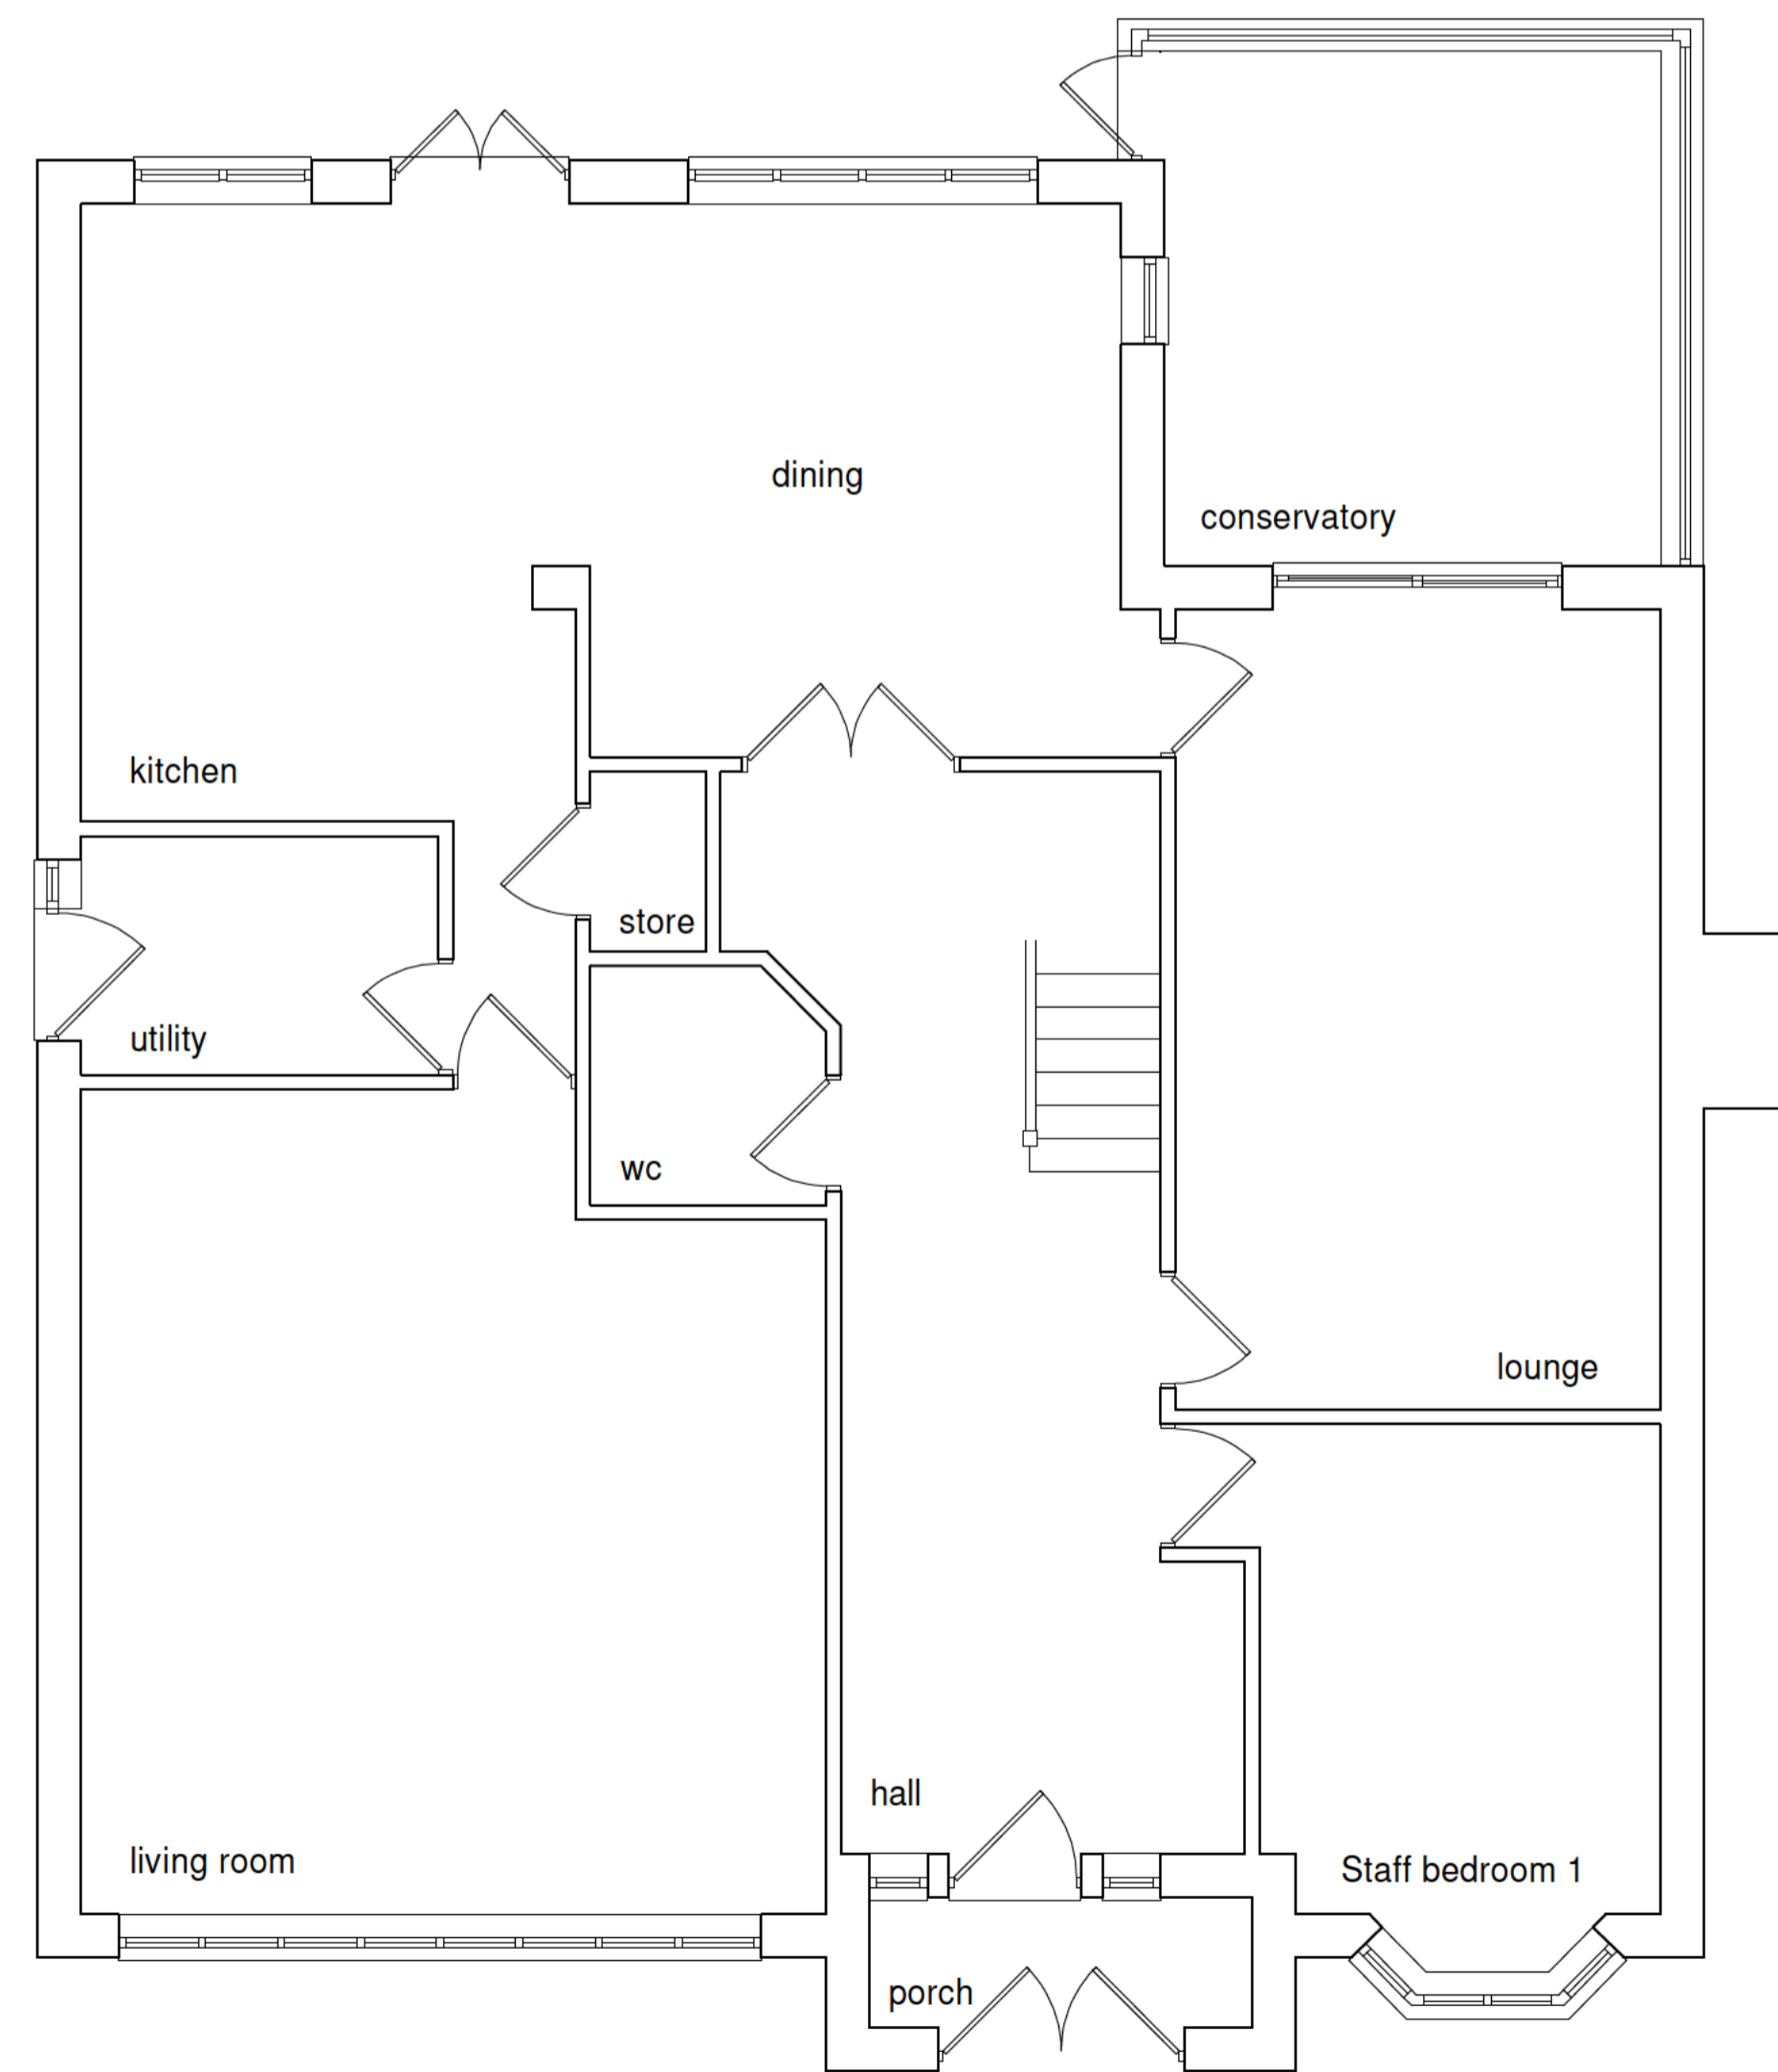 dining
conservatory
kitchen
store
utility
wc
lounge
hall
living room
Staff bedroom 1
porch